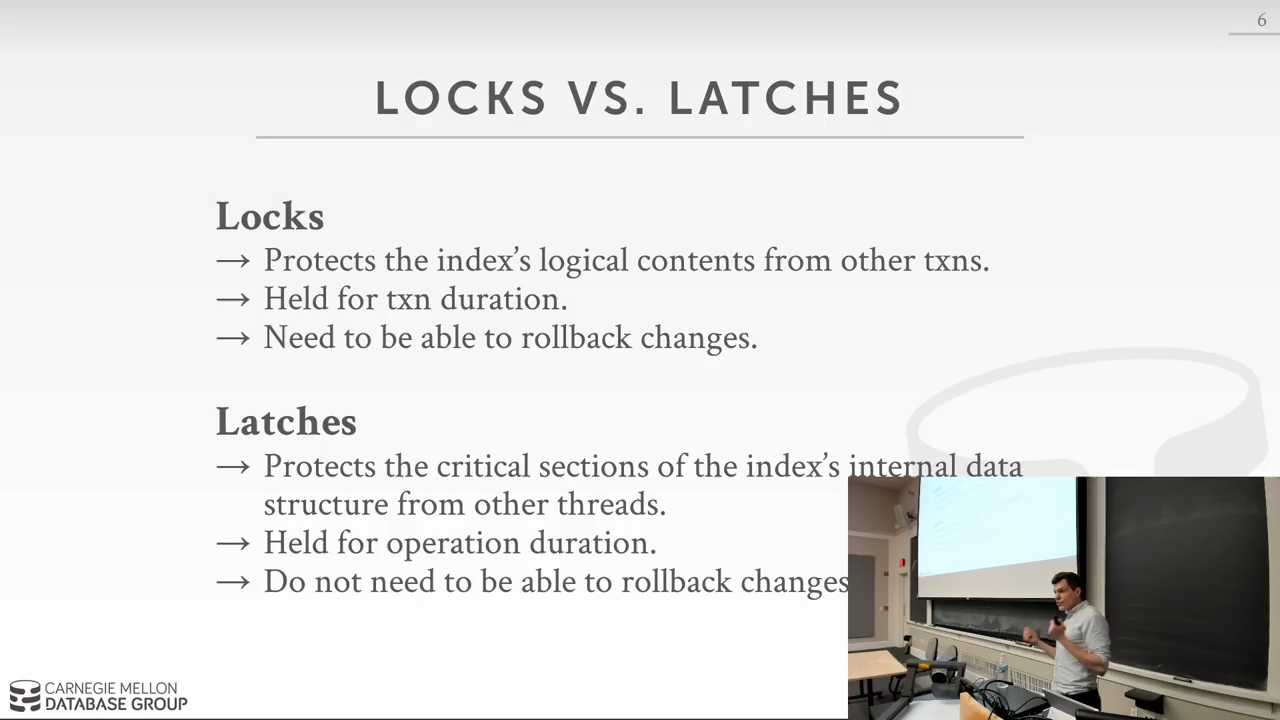 6
LOCKS VS. LATCHES
Locks
→ Protects the index’s logical contents from other txns.
→ Held for txn duration.
→ Need to be able to rollback changes.
Latches
→ Protects the critical sections of the index’s internal data
structure from other threads.
→ Held for operation duration.
→ Do not need to be able to rollback changes
CARNEGIE MELLON
DATABASE GROUP